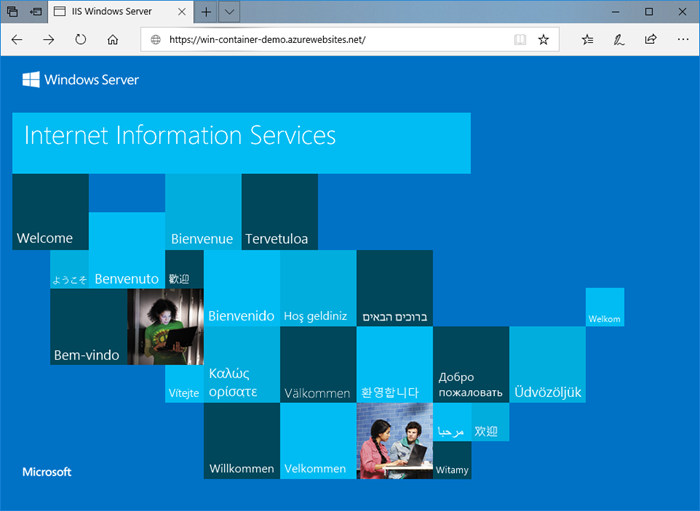 IIS Windows Server
https://win-container-demo.azurewebsites.net/
Windows Server
Internet Information Services
Welcome
Bienvenue
Tervetuloa
ようこそ
Benvenuto
歡迎
Bienvenido
Hoş geldiniz
ברוכים הבאים
Welkom
Bem-vindo
Vítejte
Καλώς
ορίσατε
Välkommen
환영합니다
Добро
пожаловать
Üdvözöljük
Willkommen
Velkommen
مرحبا
欢迎
Witamy
Microsoft